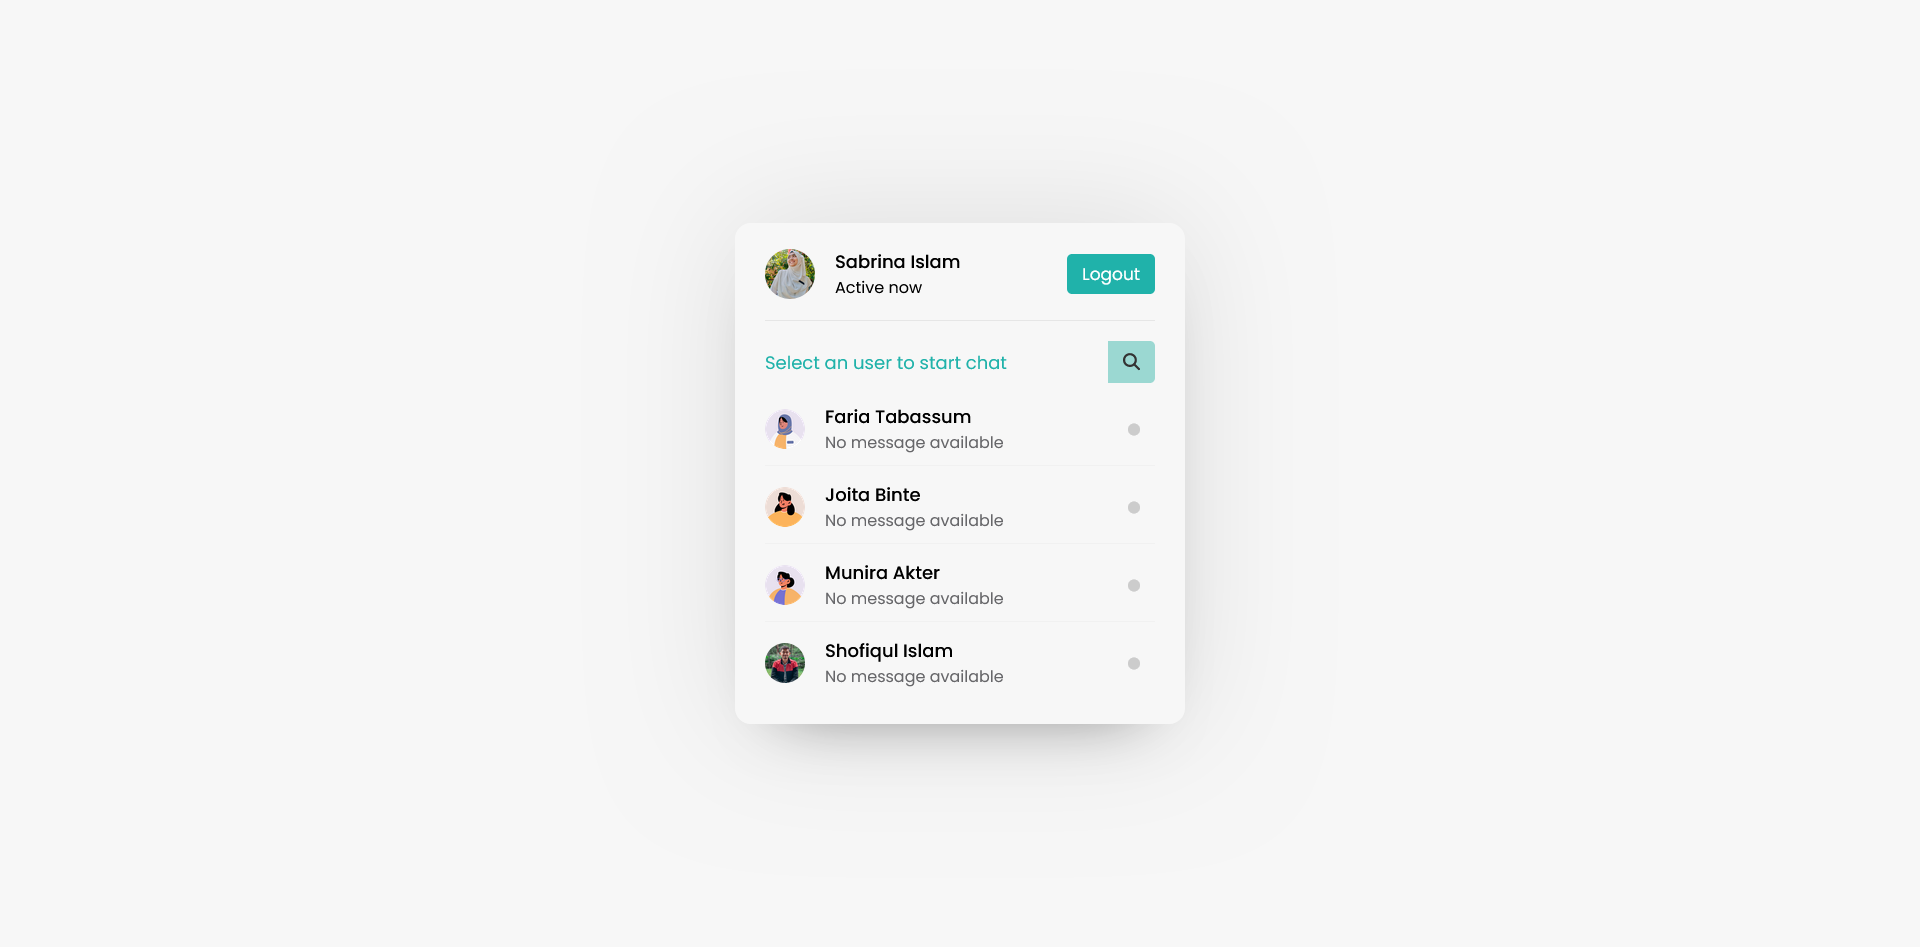 Sabrina Islam
Active now
Logout
Select an user to start chat
Faria Tabassum
No message available
Joita Binte
No message available
Munira Akter
No message available
Shofiqul Islam
No message available